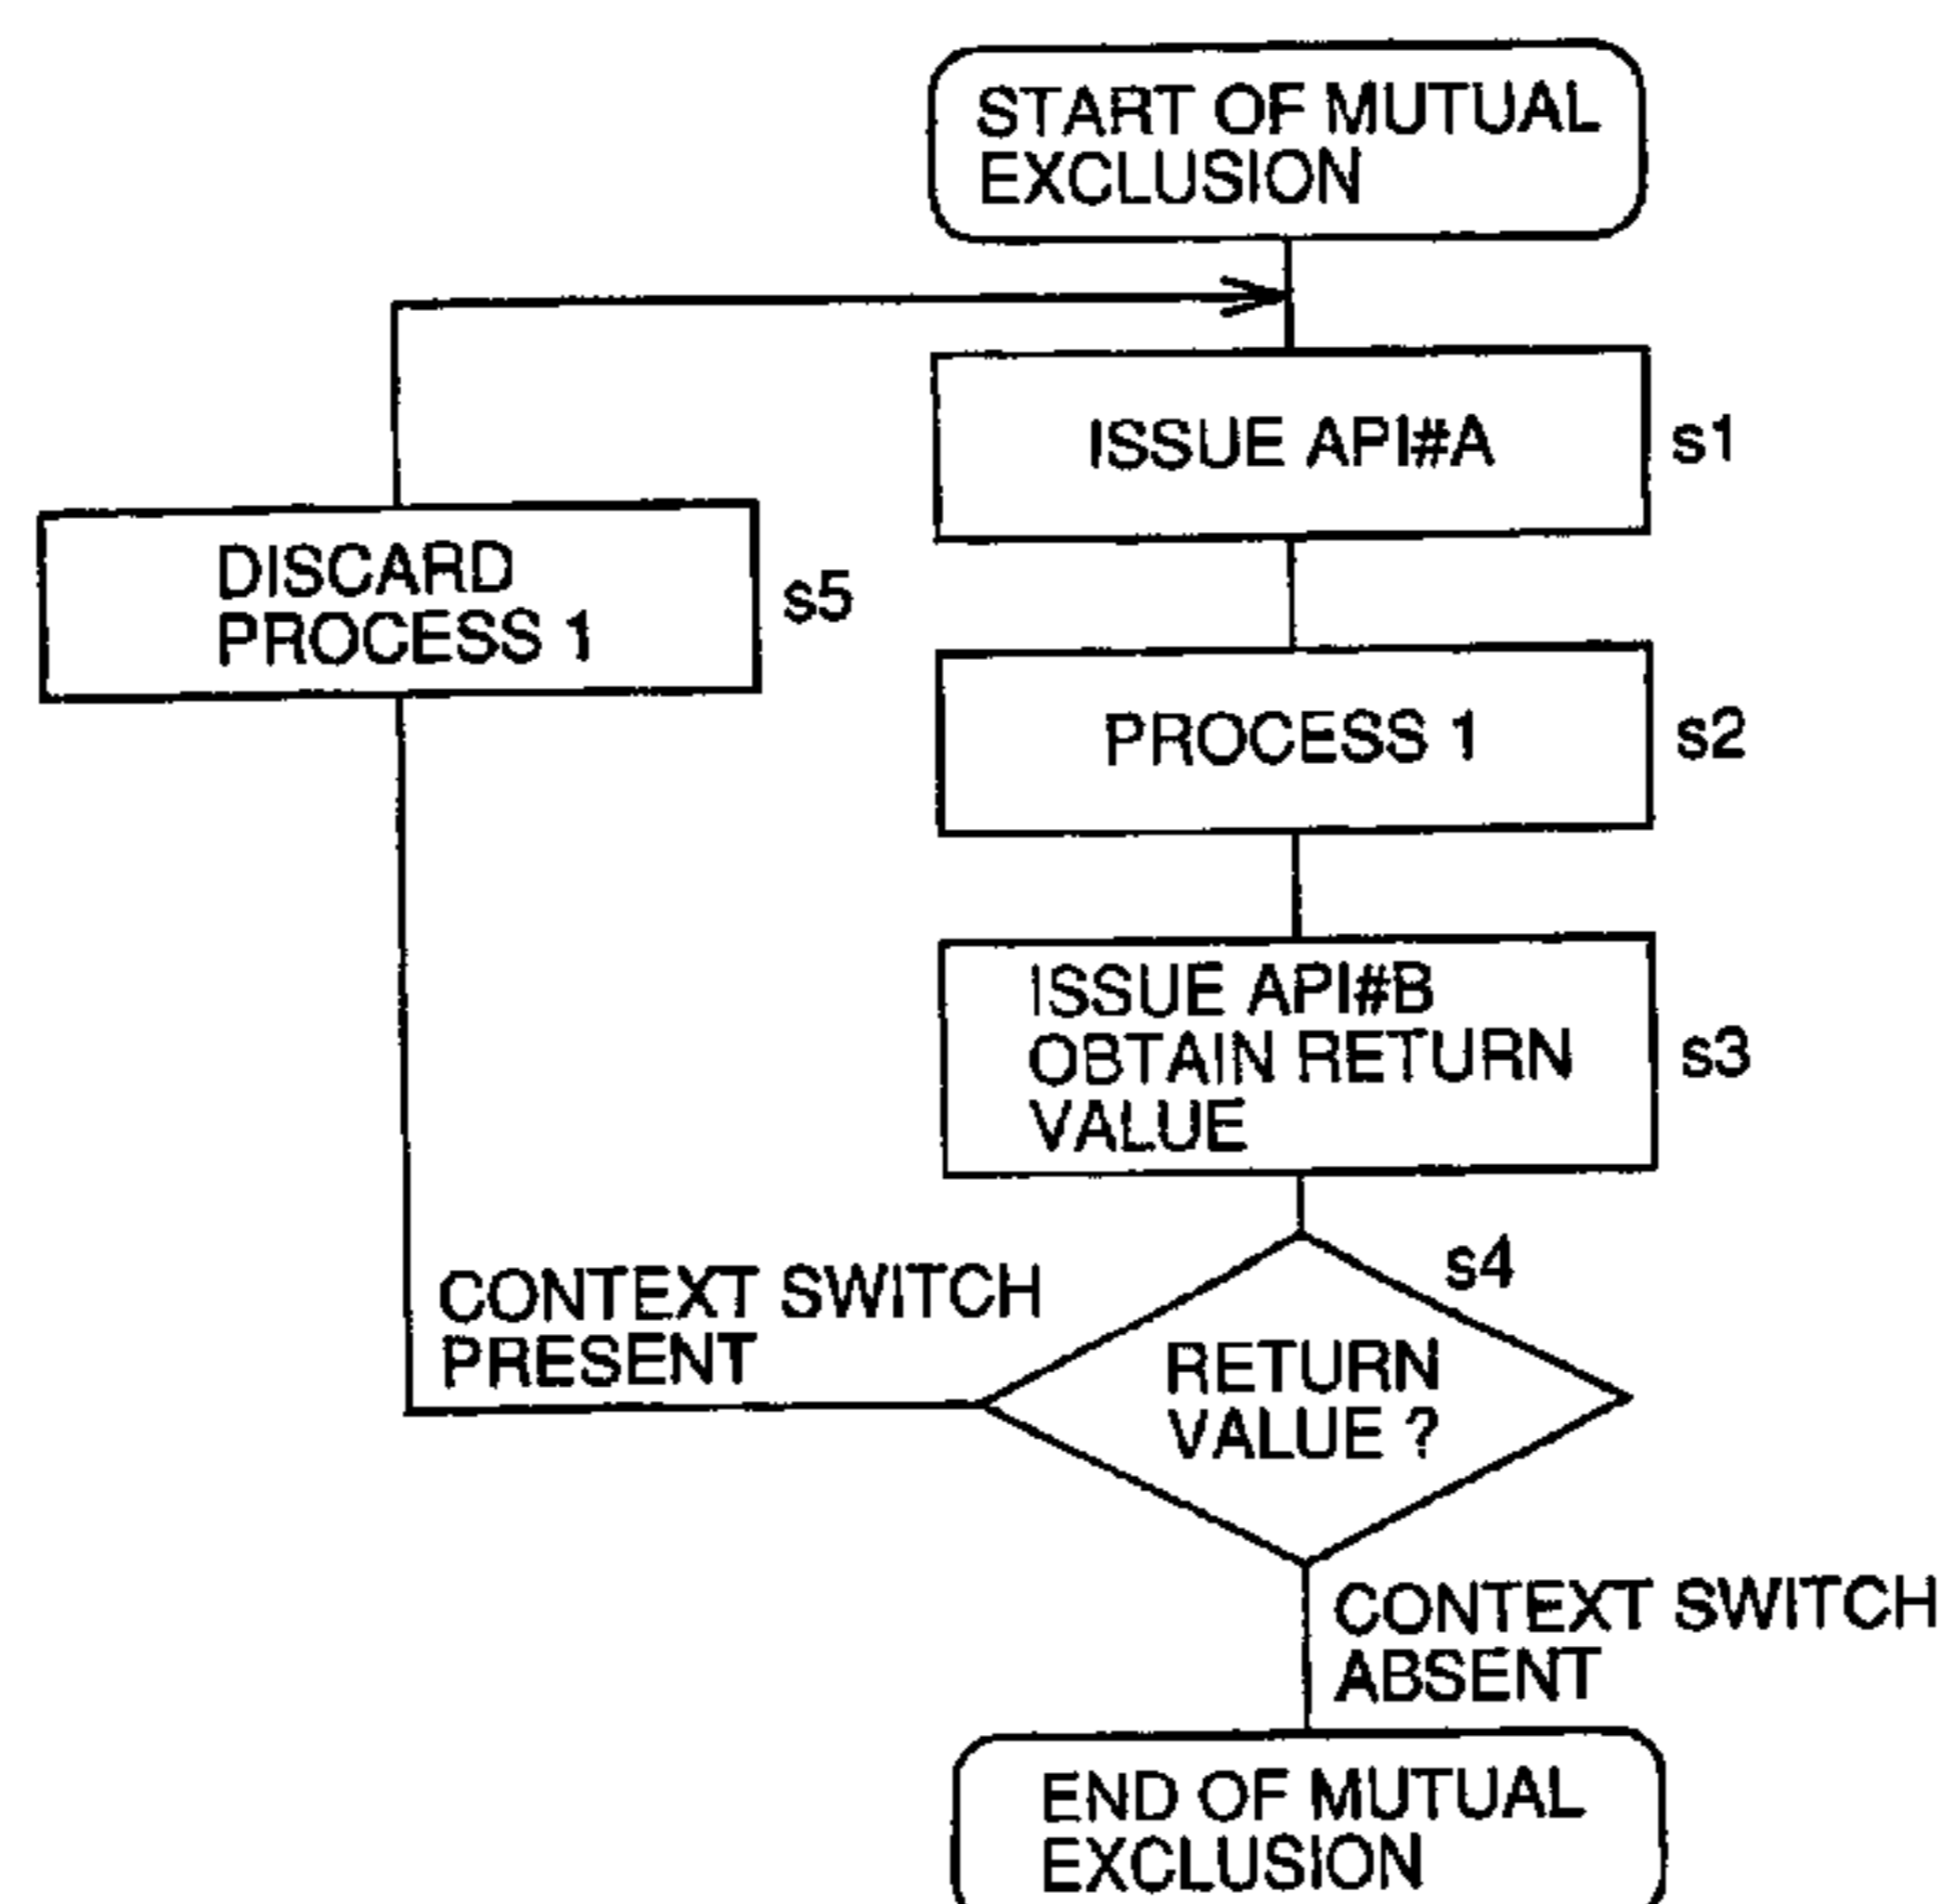 START OF MUTUAL
EXCLUSION
ISSUE API#A
s1
DISCARD
PROCESS 1
s5
PROCESS 1
s2
ISSUE API#B
OBTAIN RETURN
VALUE
s3
s4
CONTEXT SWITCH
PRESENT
RETURN
VALUE ?
CONTEXT SWITCH
ABSENT
END OF MUTUAL
EXCLUSION